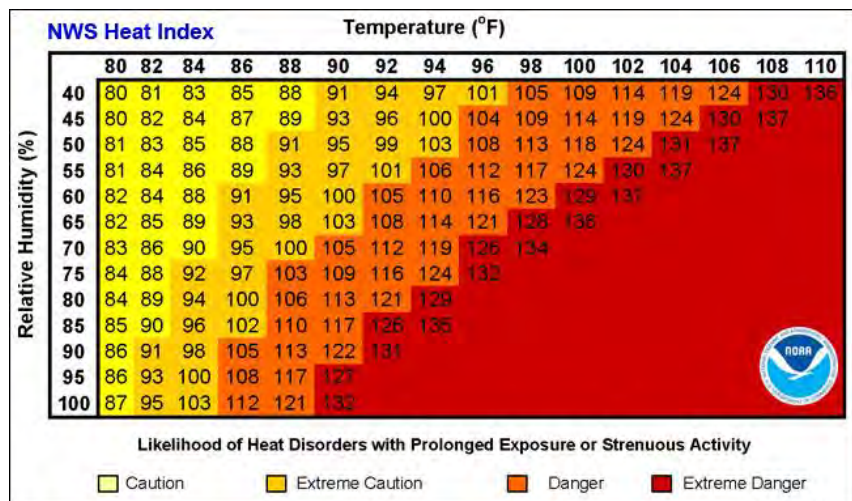 NWS Heat Index Temperature (°F)
80 82 84 86 88 90 92 94 96 98 100 102 104 106 108 110
Relative Humidity (%)
40 80 81 83 85 88 91 94 97 101 105 109 114 119 124 130 136
45 80 82 84 87 89 93 96 100 104 109 114 119 124 130 137
50 81 83 85 88 91 95 99 103 108 113 118 124 131 137
55 81 84 86 89 93 97 101 106 112 117 124 130 137
60 82 84 88 91 95 100 105 110 116 123 129 137
65 82 85 89 93 98 103 108 114 121 128 136
70 83 86 90 95 100 105 112 119 126 134
75 84 88 92 97 103 109 116 124 132
80 84 89 94 100 106 113 121 129
85 85 90 96 102 110 117 126 135
90 86 91 98 105 113 122 131
95 86 93 100 108 117 127
100 87 95 103 112 121 132
NOAA
Likelihood of Heat Disorders with Prolonged Exposure or Strenuous Activity
Caution Extreme Caution Danger Extreme Danger